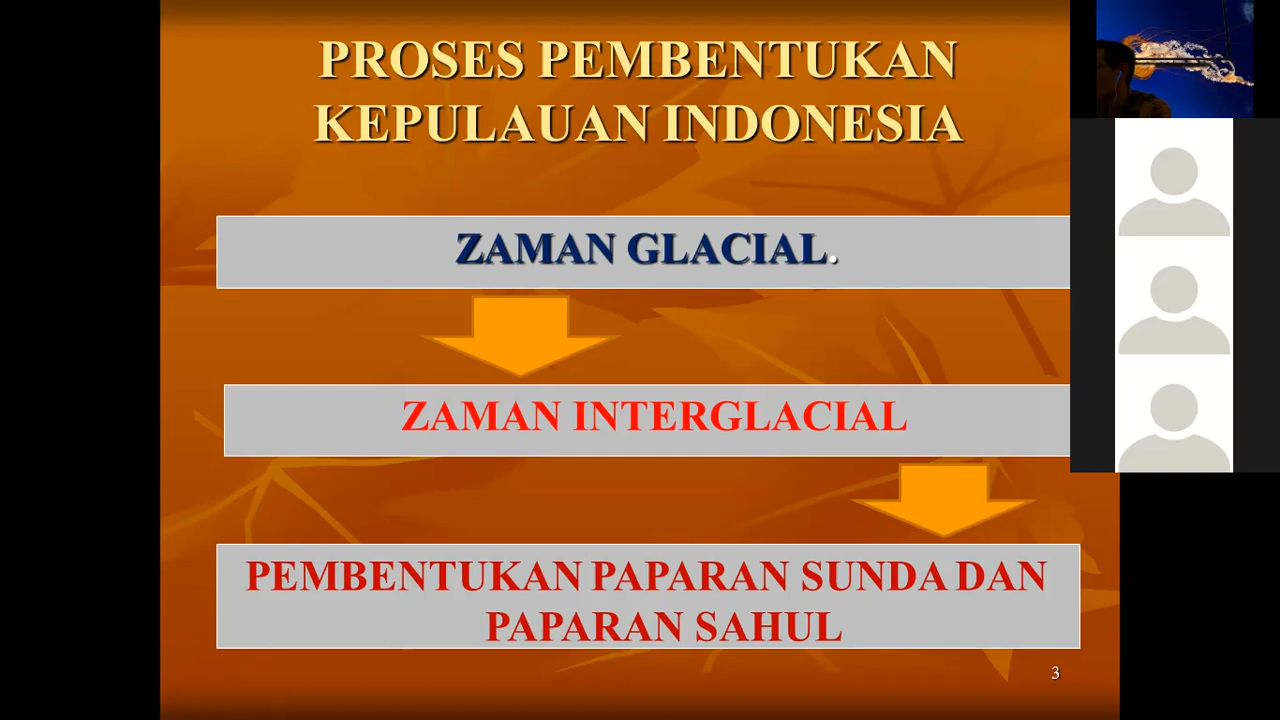 PROSES PEMBENTUKAN
KEPULAUAN INDONESIA
ZAMAN GLACIAL.
ZAMAN INTERGLACIAL
PEMBENTUKAN PAPARAN SUNDA DAN
PAPARAN SAHUL
3